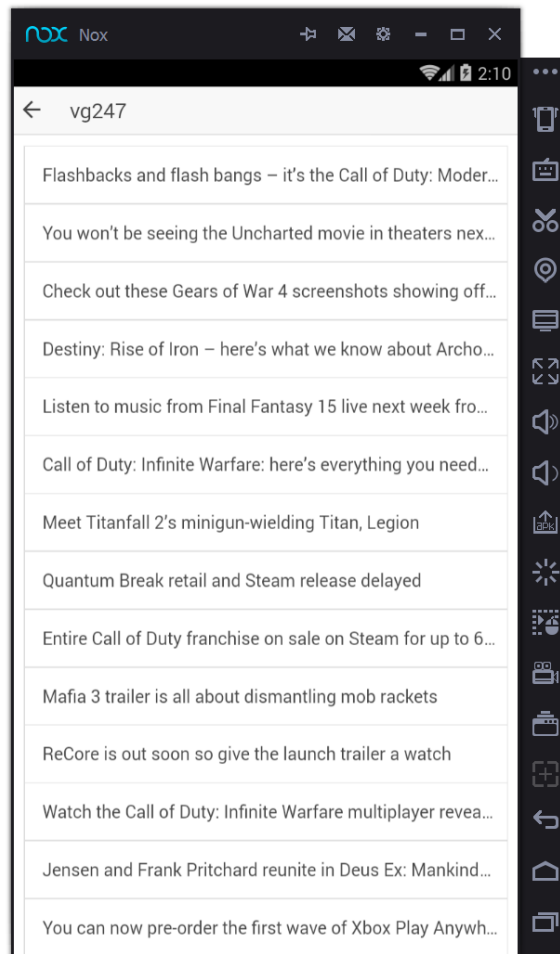 nox Nox
2:10
vg247
Flashbacks and flash bangs – it's the Call of Duty: Moder...
You won't be seeing the Uncharted movie in theaters nex...
Check out these Gears of War 4 screenshots showing off...
Destiny: Rise of Iron – here's what we know about Archo...
Listen to music from Final Fantasy 15 live next week fro...
Call of Duty: Infinite Warfare: here's everything you need...
Meet Titanfall 2's minigun-wielding Titan, Legion
Quantum Break retail and Steam release delayed
Entire Call of Duty franchise on sale on Steam for up to 6...
Mafia 3 trailer is all about dismantling mob rackets
ReCore is out soon so give the launch trailer a watch
Watch the Call of Duty: Infinite Warfare multiplayer revea...
Jensen and Frank Pritchard reunite in Deus Ex: Mankind...
You can now pre-order the first wave of Xbox Play Anywh...
apk